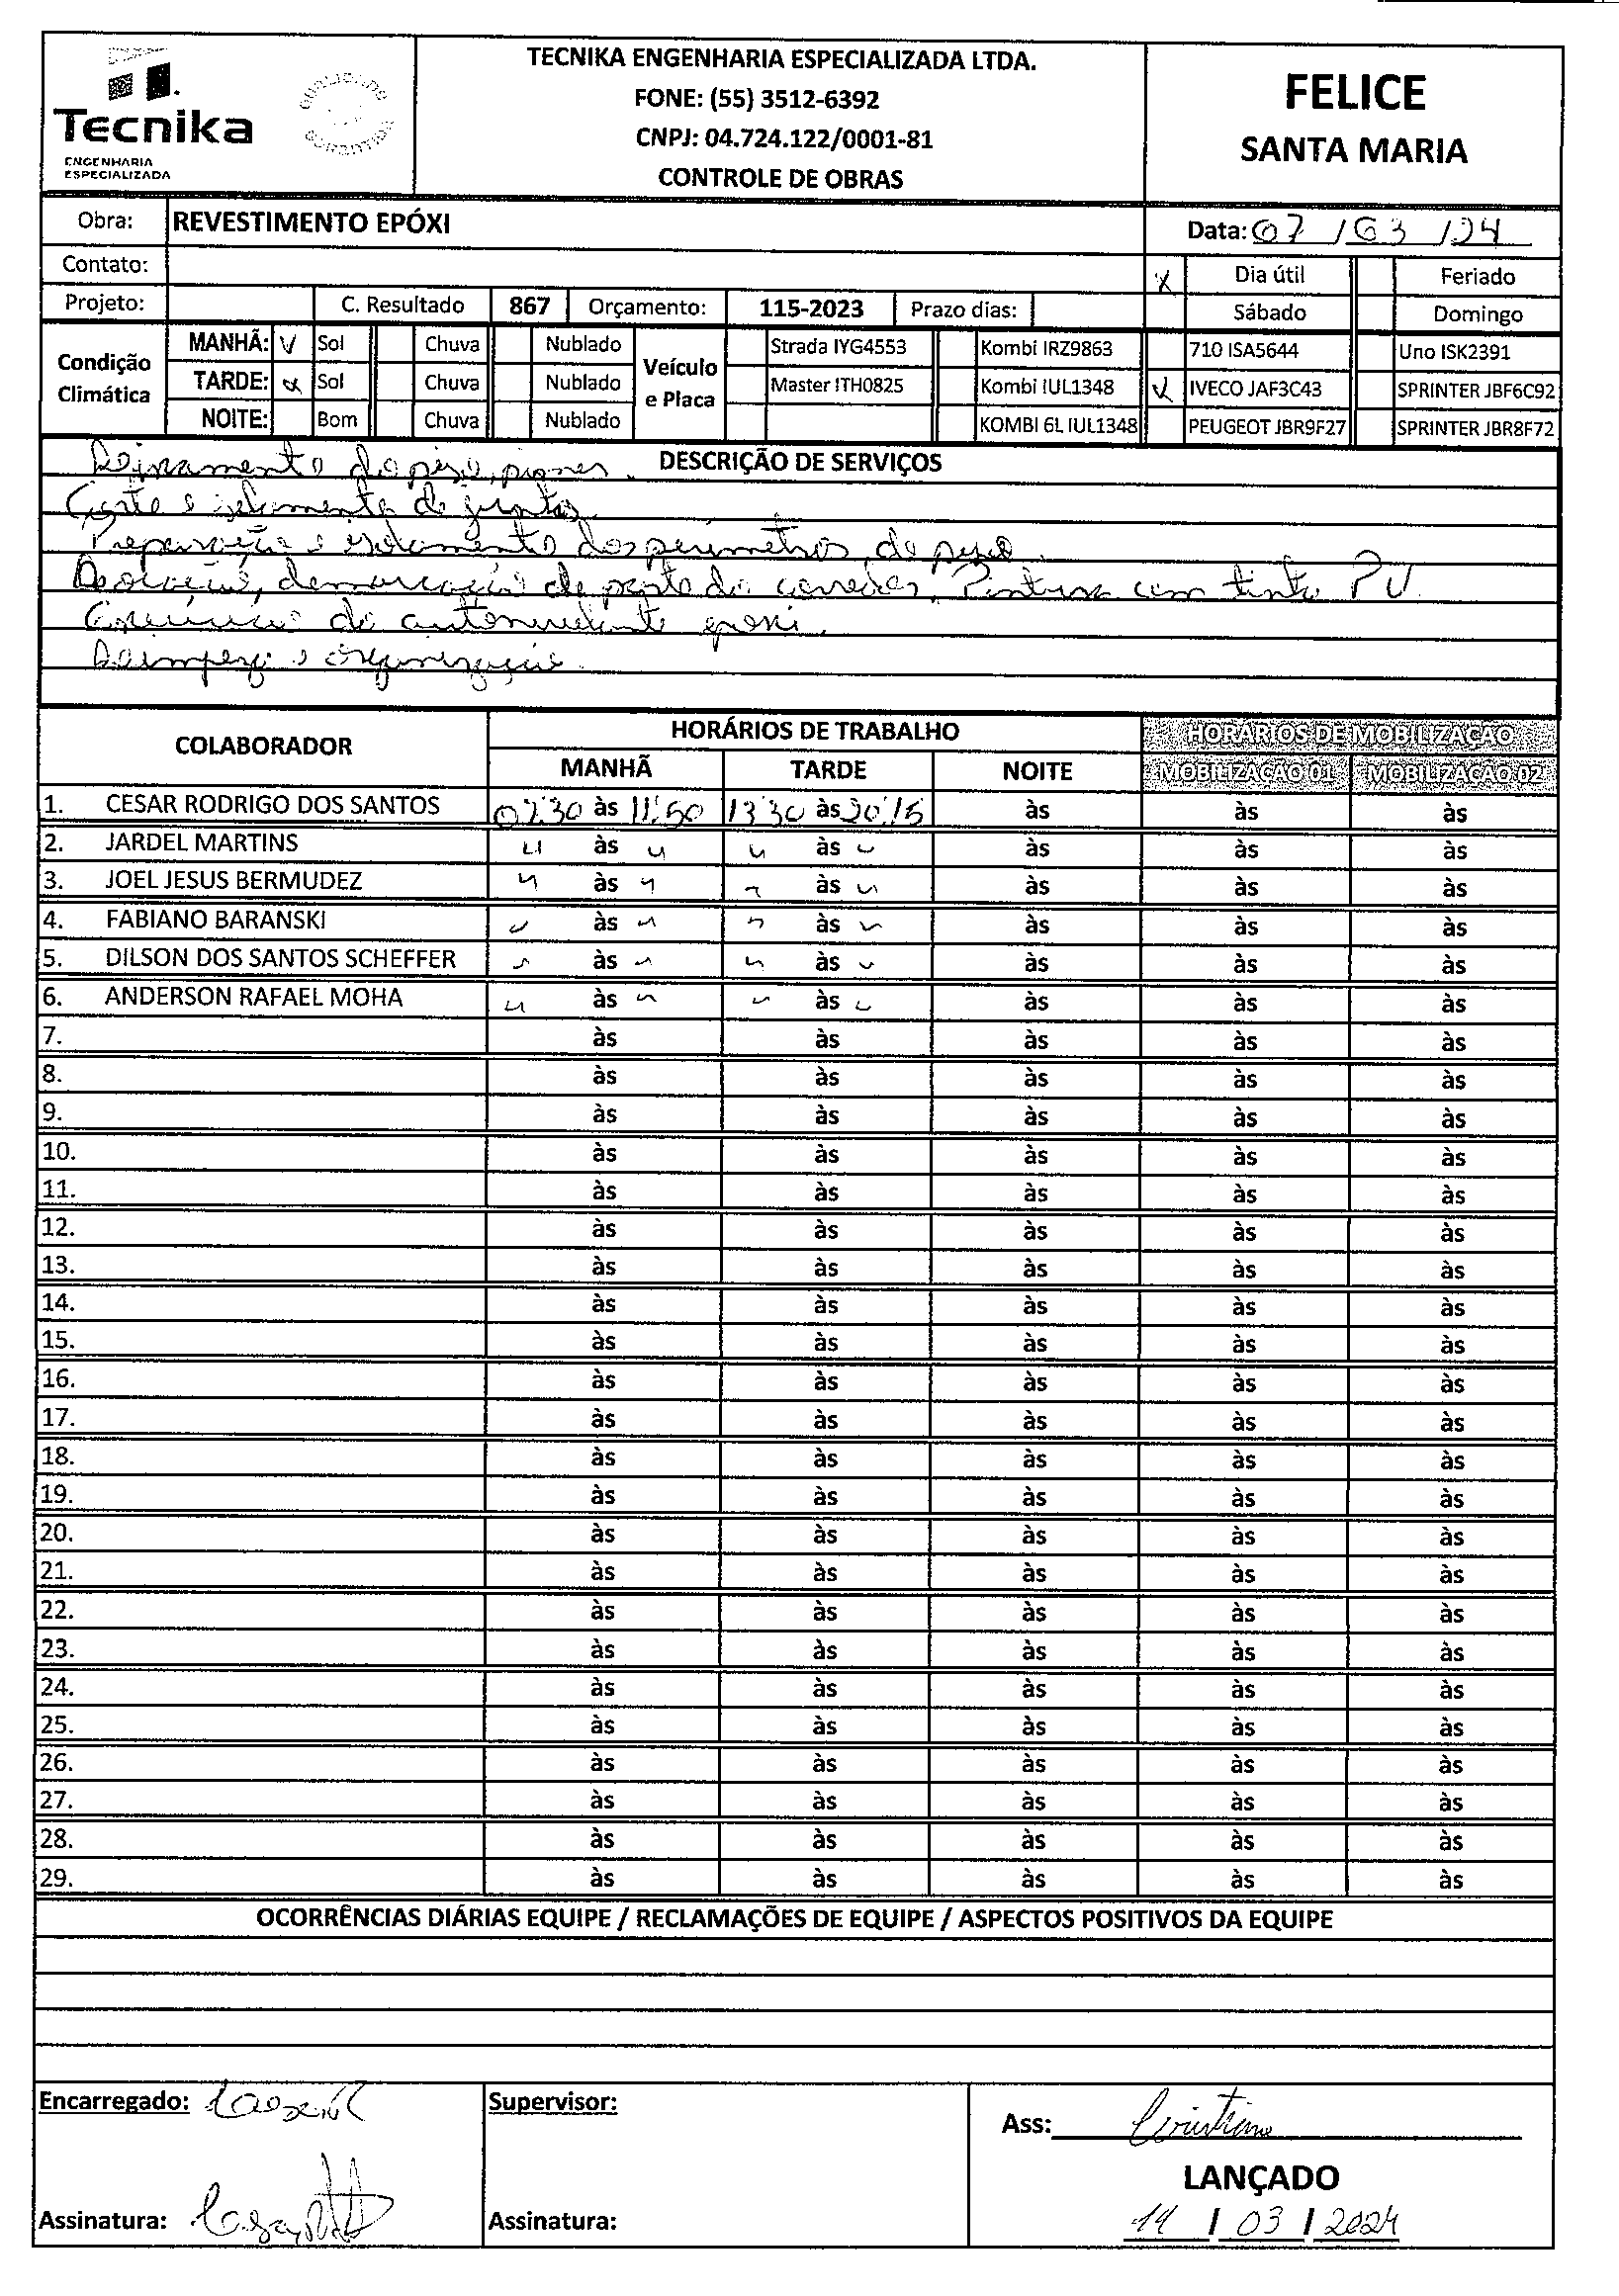 Tecnika
ENGENHARIA
ESPECIALIZADA
TECNIKA ENGENHARIA ESPECIALIZADA LTDA.
FONE: (55) 3512-6392
CNPJ: 04.724.122/0001-81
CONTROLE DE OBRAS
FELICE
SANTA MARIA
Obra: REVESTIMENTO EPÓXI
Data: 07 / 03 / 24
Contato:
X Dia útil Feriado
Projeto: C. Resultado 867 Orçamento: 115-2023 Prazo dias:
Sábado Domingo
Condição Climática
MANHÃ: Sol Chuva Nublado
TARDE: Sol Chuva Nublado
NOITE: Bom Chuva Nublado
Veículo e Placa
Strada IYG4553 Kombi IRZ9863 710 ISA5644 Uno ISK2391
Master ITH0825 Kombi IUL1348 IVECO JAF3C43 SPRINTER JBF6C92
KOMBI 6L IUL1348 PEUGEOT JBR9F27 SPRINTER JBR8F72
DESCRIÇÃO DE SERVIÇOS
do piso,
Corte e de juntas
Preparação e isolamento dos perimetros do piso.
demarcação de parte do corredor. Pintura com tinta PU
de autonivelante epoxi.
e organização.
COLABORADOR HORÁRIOS DE TRABALHO HORÁRIOS DE MOBILIZAÇÃO
MANHÃ TARDE NOITE MOBILIZAÇÃO 01 MOBILIZAÇÃO 02
1. CESAR RODRIGO DOS SANTOS 07:30 às 11:50 13:30 às 20:15 às às às
2. JARDEL MARTINS " às " " às " às às às
3. JOEL JESUS BERMUDEZ " às " " às " às às às
4. FABIANO BARANSKI " às " " às " às às às
5. DILSON DOS SANTOS SCHEFFER " às " " às " às às às
6. ANDERSON RAFAEL MOHA " às " " às " às às às
7. às às às às às
8. às às às às às
9. às às às às às
10. às às às às às
11. às às às às às
12. às às às às às
13. às às às às às
14. às às às às às
15. às às às às às
16. às às às às às
17. às às às às às
18. às às às às às
19. às às às às às
20. às às às às às
21. às às às às às
22. às às às às às
23. às às às às às
24. às às às às às
25. às às às às às
26. às às às às às
27. às às às às às
28. às às às às às
29. às às às às às
OCORRÊNCIAS DIÁRIAS EQUIPE / RECLAMAÇÕES DE EQUIPE / ASPECTOS POSITIVOS DA EQUIPE
Encarregado:
Supervisor:
Ass: Cristiane
LANÇADO
Assinatura:
Assinatura:
14 / 03 / 2024